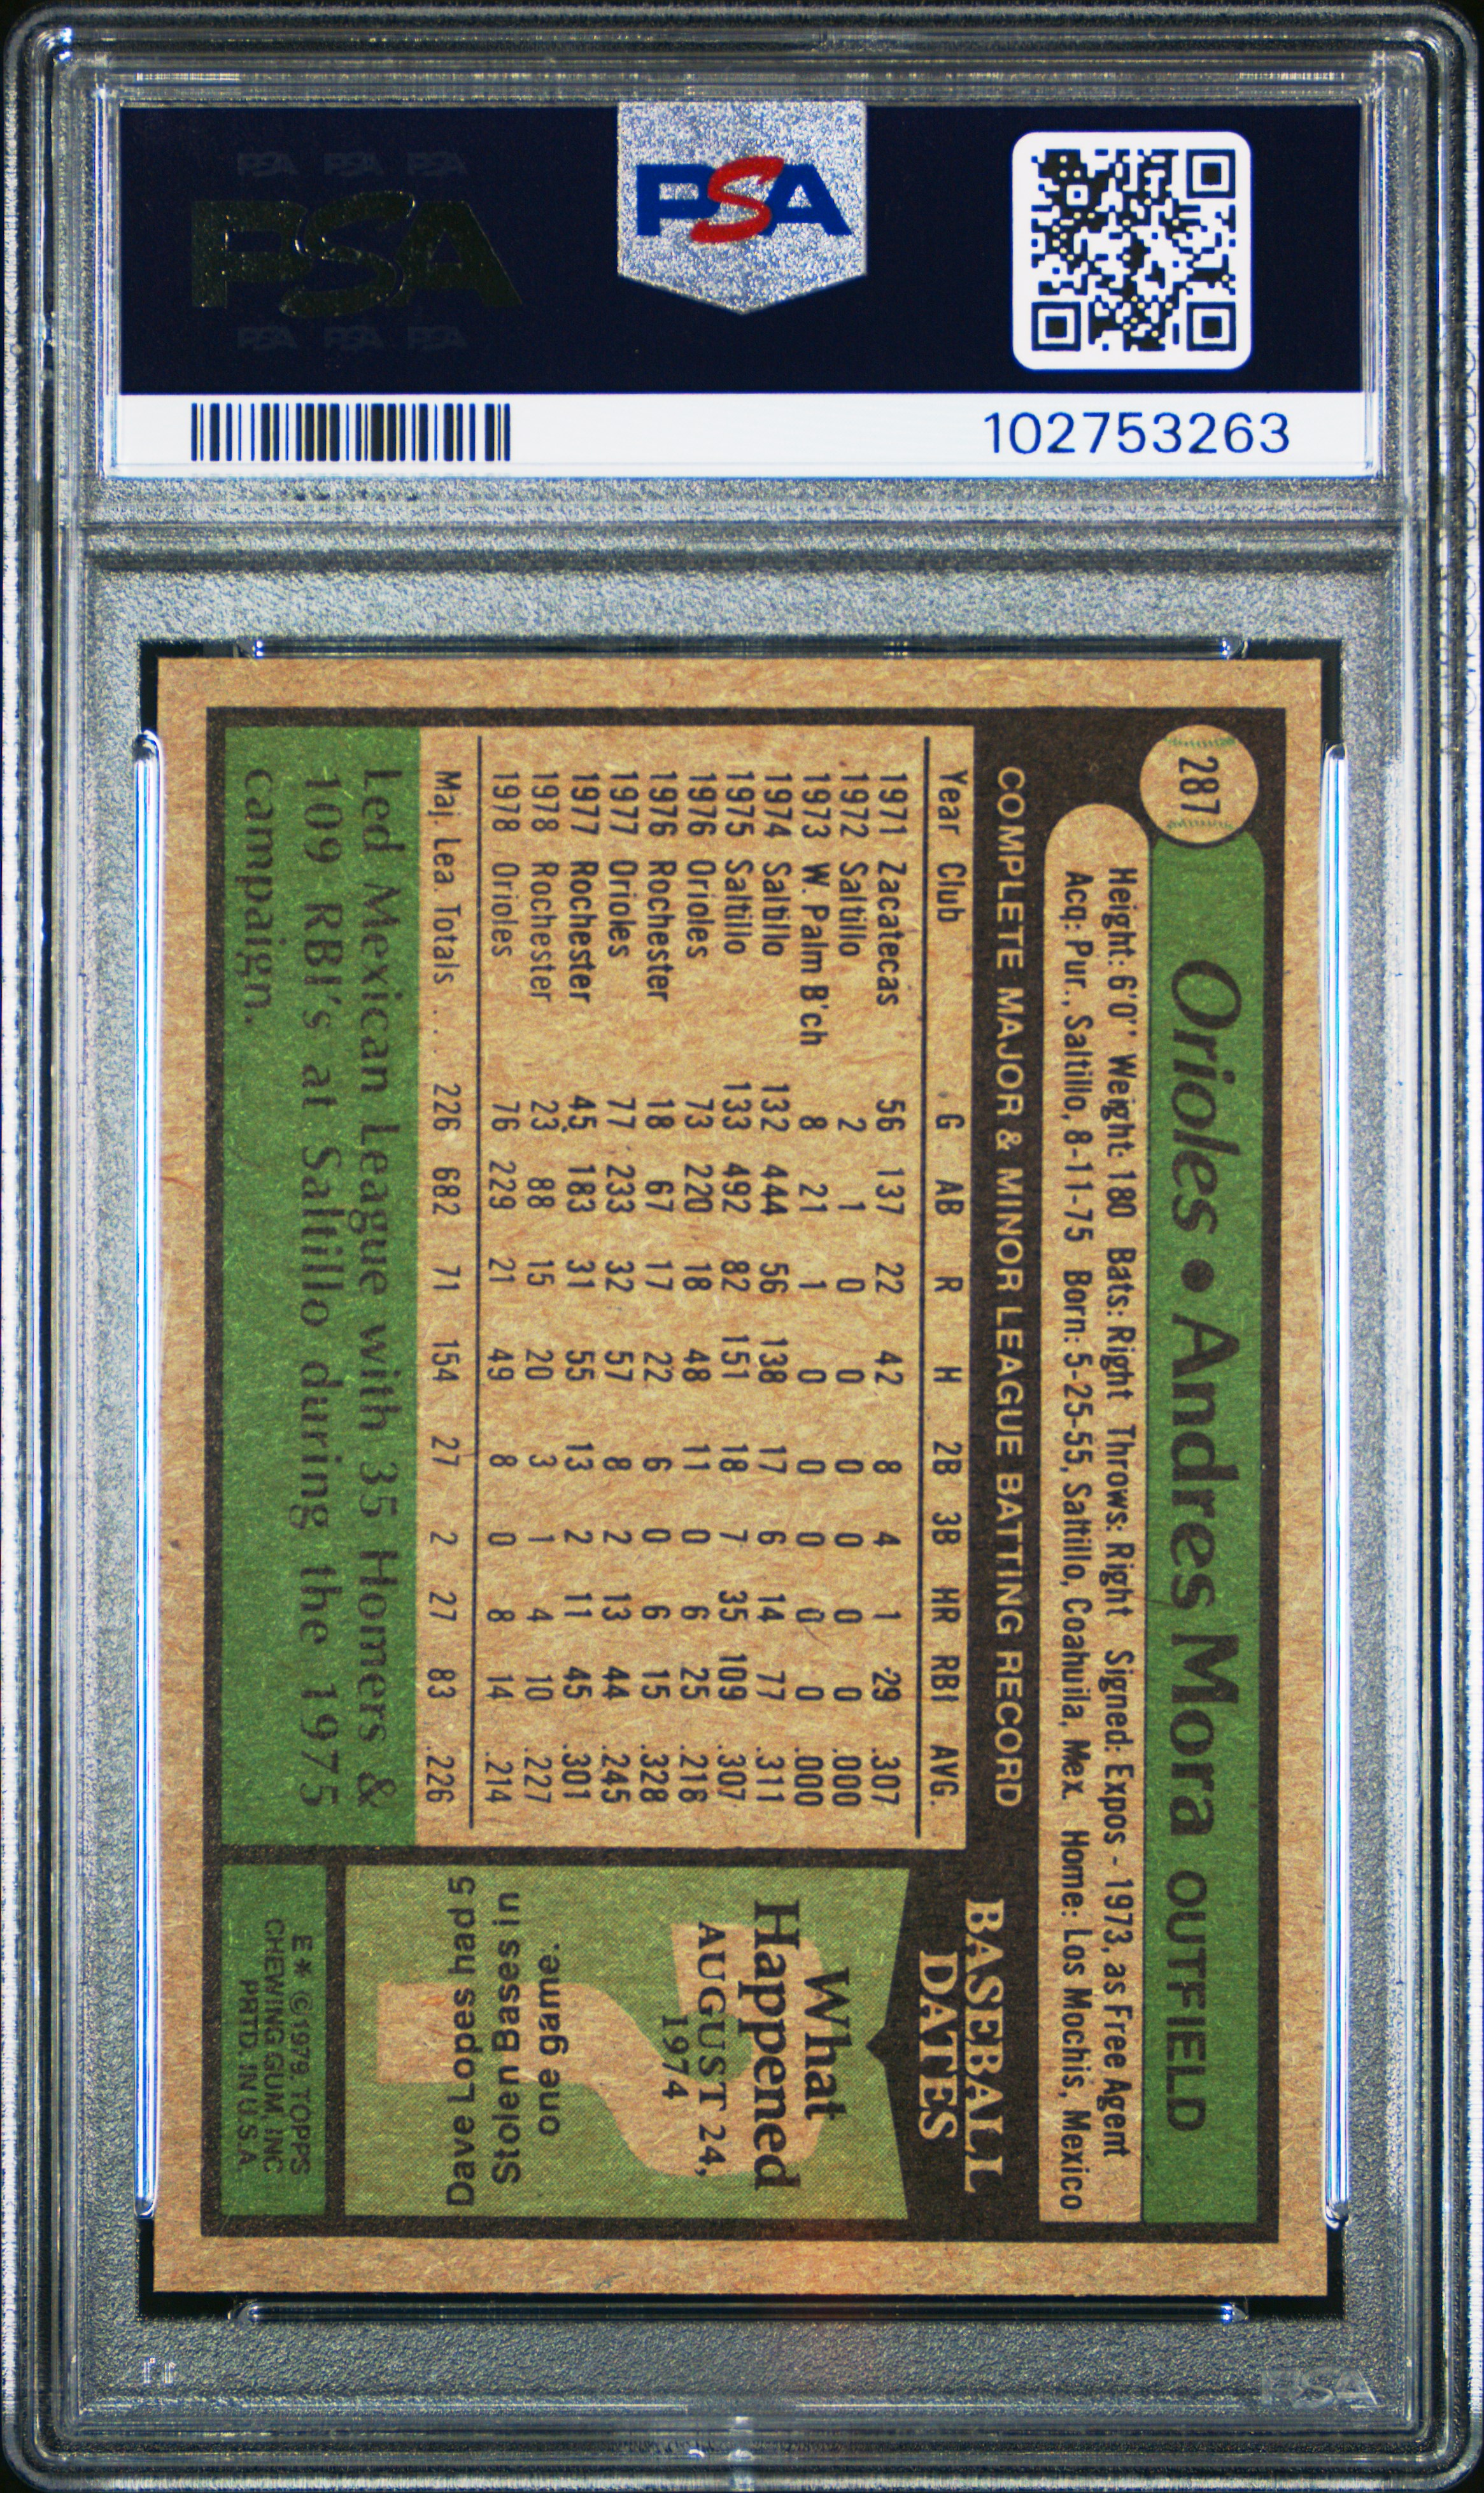 PSA PSA PSA
PSA
PSA PSA PSA
PSA
102753263
287
Orioles • Andres Mora OUTFIELD
Height: 6'0" Weight: 180 Bats: Right Throws: Right Signed: Expos - 1973, as Free Agent
Acq: Pur., Saltillo, 8-11-75 Born: 5-25-55, Saltillo, Coahuila, Mex. Home: Los Mochis, Mexico
COMPLETE MAJOR & MINOR LEAGUE BATTING RECORD
Year Club G AB R H 2B 3B HR RBI AVG.
1971 Zacatecas 56 137 22 42 8 4 1 29 .307
1972 Saltillo 2 1 0 0 0 0 0 0 .000
1973 W. Palm B'ch 8 21 1 0 0 0 0 0 .000
1974 Saltillo 132 444 56 138 17 6 14 77 .311
1975 Saltillo 133 492 82 151 18 7 35 109 .307
1976 Orioles 73 220 18 48 11 0 6 25 .218
1976 Rochester 18 67 17 22 6 0 6 15 .328
1977 Orioles 77 233 32 57 8 2 13 44 .245
1977 Rochester 45 183 31 55 13 2 11 45 .301
1978 Rochester 23 88 15 20 3 1 4 10 .227
1978 Orioles 76 229 21 49 8 0 8 14 .214
Maj. Lea. Totals . . . 226 682 71 154 27 2 27 83 .226
Led Mexican League with 35 Homers &
109 RBI's at Saltillo during the 1975
campaign.
BASEBALL
DATES
What
Happened
AUGUST 24,
1974
Dave Lopes had 5
Stolen Bases in
one game.
E* © 1979, TOPPS
CHEWING GUM, INC
PRTD. IN U.S.A.
PSA